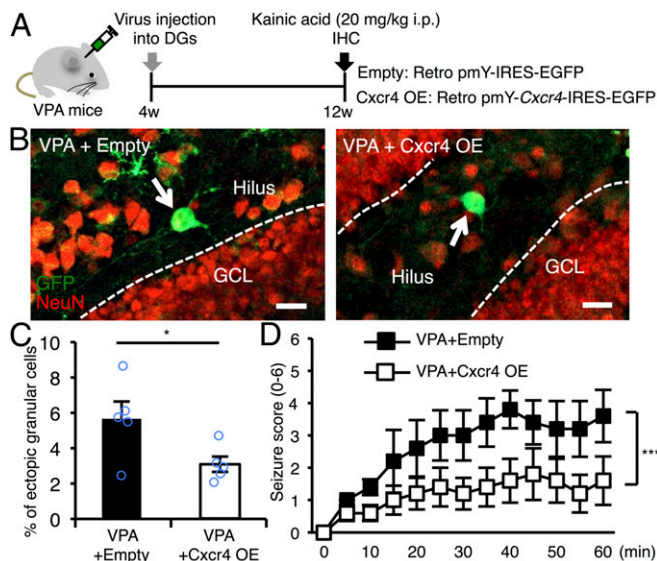 A
Virus injection
into DGs
Kainic acid (20 mg/kg i.p.)
IHC
VPA mice
4w
12w
Empty: Retro pmY-IRES-EGFP
Cxcr4 OE: Retro pmY-Cxcr4-IRES-EGFP
B
VPA + Empty
Hilus
GCL
GFP
NeuN
VPA + Cxcr4 OE
Hilus
GCL
C
% of ectopic granular cells
10
8
6
4
2
0
*
VPA
+Empty
VPA
+Cxcr4 OE
D
VPA+Empty
VPA+Cxcr4 OE
Seizure score (0-6)
6
5
4
3
2
1
0
***
0 10 20 30 40 50 60 (min)